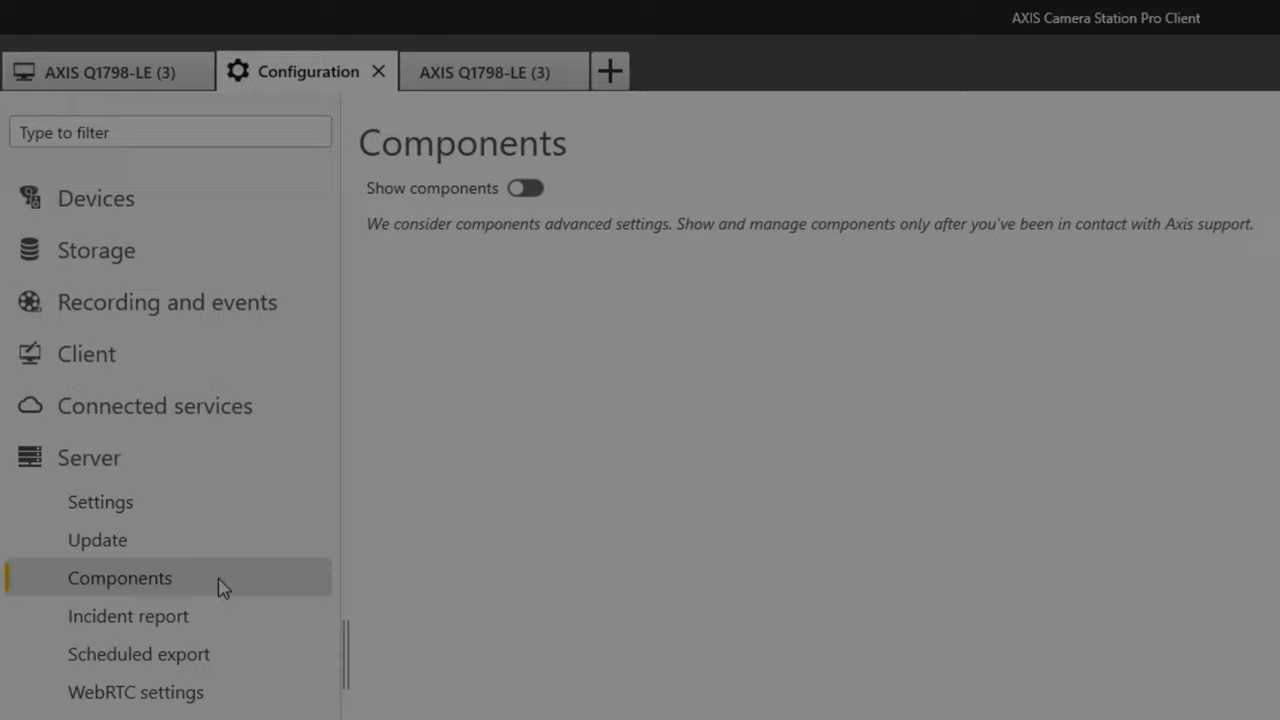 AXIS Camera Station Pro Client
AXIS Q1798-LE (3)
Configuration
AXIS Q1798-LE (3)
Type to filter
Devices
Storage
Recording and events
Client
Connected services
Server
Settings
Update
Components
Incident report
Scheduled export
WebRTC settings
Components
Show components
We consider components advanced settings. Show and manage components only after you've been in contact with Axis support.